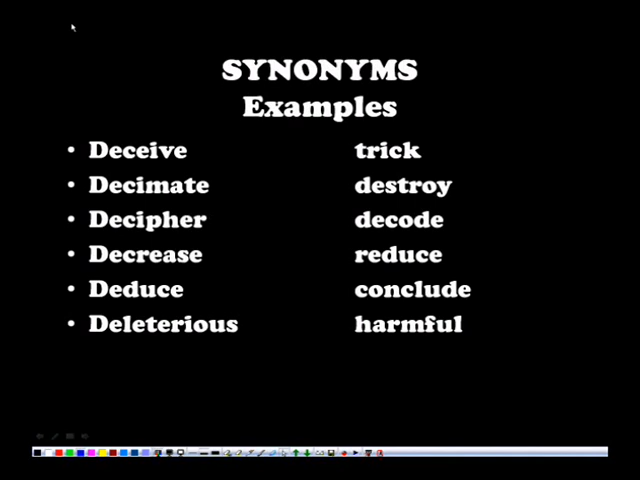 SYNONYMS
Examples
• Deceive trick
• Decimate destroy
• Decipher decode
• Decrease reduce
• Deduce conclude
• Deleterious harmful